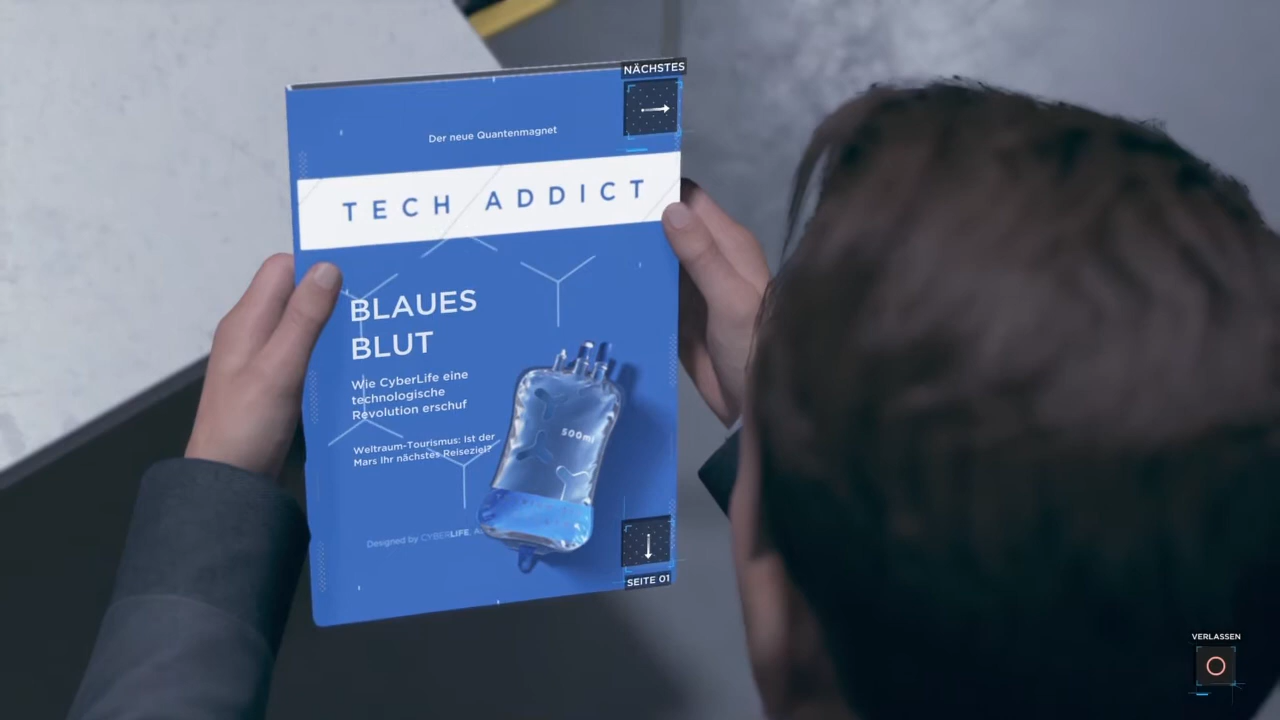 NÄCHSTES
Der neue Quantenmagnet
TECH ADDICT
BLAUES
BLUT
Wie CyberLife eine
technologische
Revolution erschuf
Weltraum-Tourismus: Ist der
Mars Ihr nächstes Reiseziel?
500ml
Designed by CYBERLIFE.
SEITE 01
VERLASSEN